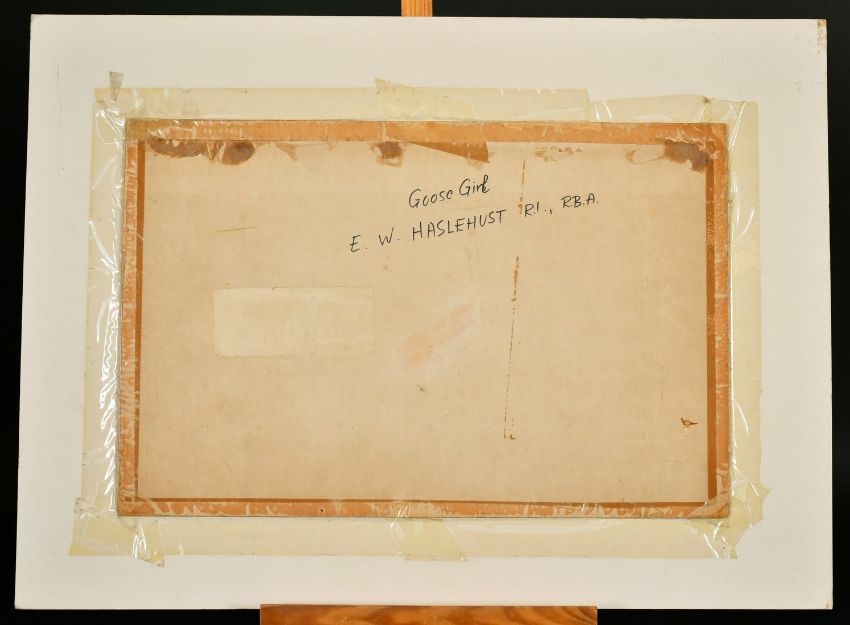 Goose Girl
E. W. HASLEHUST R.I., R.B.A.